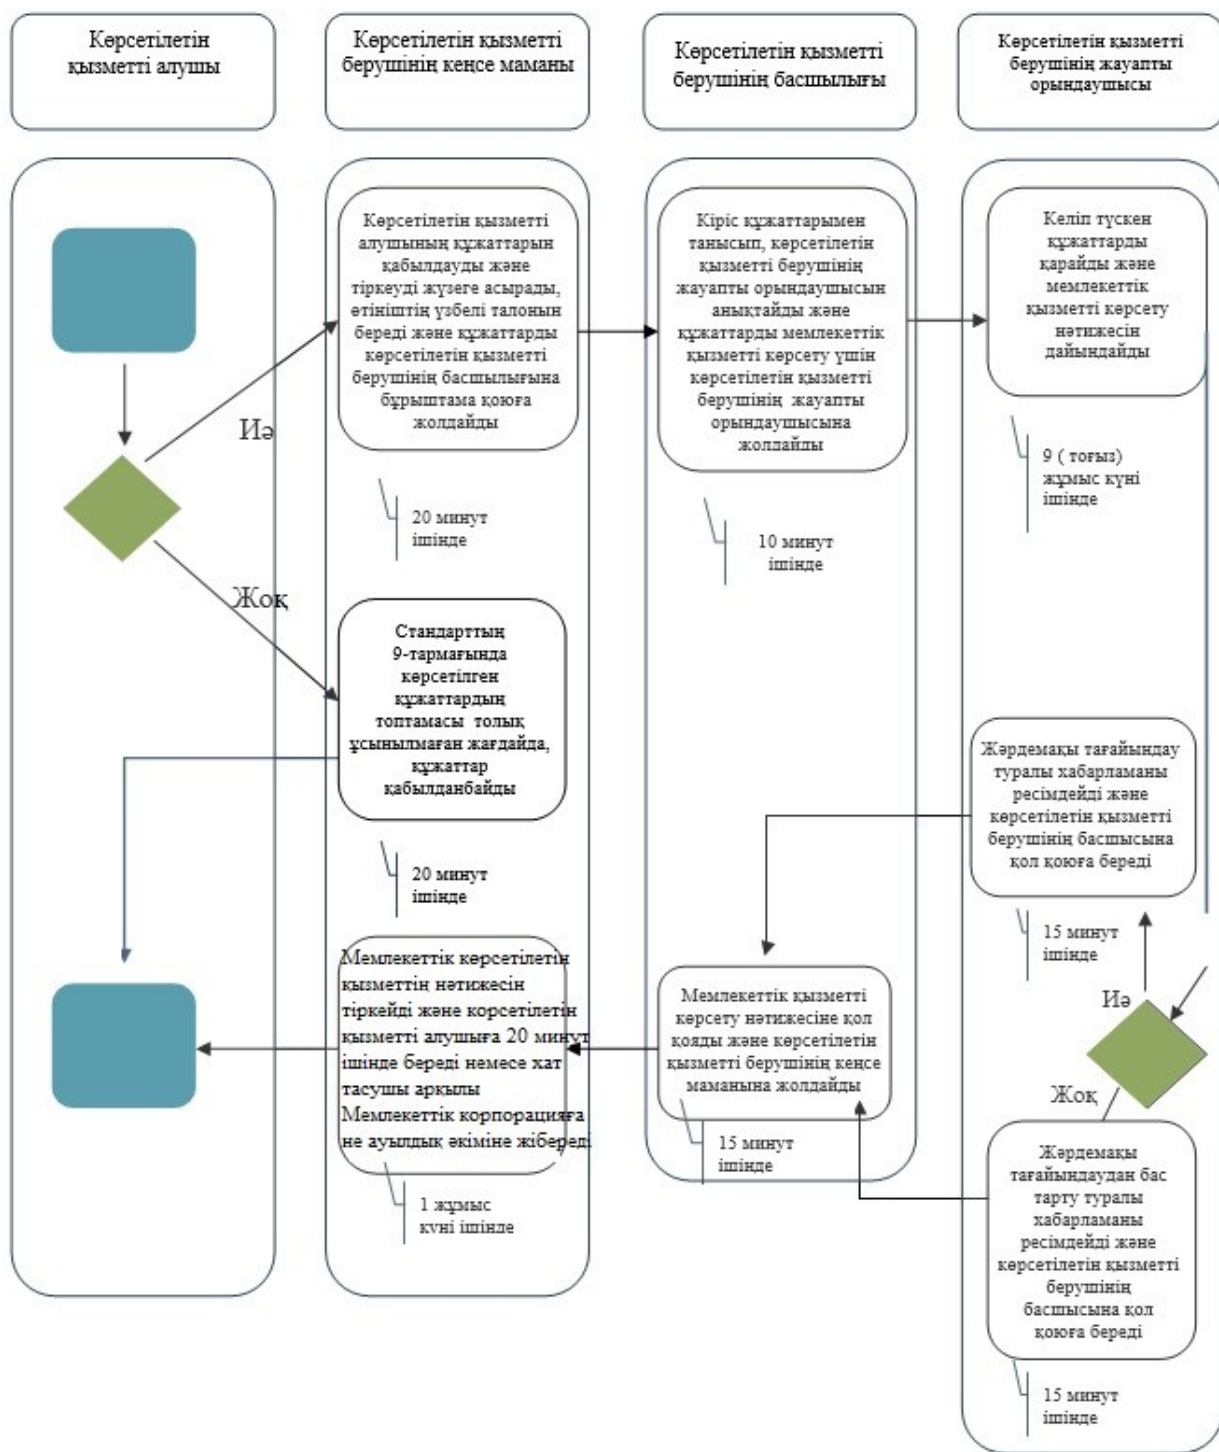 Көрсетілетін
қызметті алушы
Көрсетілетін қызметті
берушінің кеңсе маманы
Көрсетілетін қызметті
берушінің басшылығы
Көрсетілетін қызметті
берушінің жауапты
орындаушысы
Көрсетілетін қызметті
алушының құжаттарын
қабылдауды және
тіркеуді жүзеге асырады,
өтініштің үзбелі талонын
береді және құжаттарды
көрсетілетін қызметті
берушінің басшылығына
бұрыштама қоюға
жолдайды
Кіріс құжаттарымен
танысып, көрсетілетін
қызметті берушінің
жауапты орындаушысын
анықтайды және
құжаттарды мемлекеттік
қызметті көрсету үшін
көрсетілетін қызметті
берушінің жауапты
орындаушысына
жолдайды
Келіп түскен
құжаттарды
қарайды және
мемлекеттік
қызметті көрсету
нәтижесін
дайындайды
Иә
20 минут
ішінде
10 минут
ішінде
9 ( тоғыз)
жұмыс күні
ішінде
Жоқ
Стандарттың
9-тармағында
көрсетілген
құжаттардың
топтамасы толық
ұсынылмаған жағдайда,
құжаттар
қабылданбайды
20 минут
ішінде
Жәрдемақы тағайындау
туралы хабарламаны
ресімдейді және
көрсетілетін қызметті
берушінің басшысына
қол қоюға береді
15 минут
ішінде
Мемлекеттік көрсетілетін
қызметтің нәтижесін
тіркейді және корсетілетін
қызметті алушыға 20 минут
ішінде береді немесе хат
тасушы арқылы
Мемлекеттік корпорацияға
не ауылдық әкіміне жібереді
1 жұмыс
күні ішінде
Мемлекеттік қызметті
көрсету нәтижесіне қол
қояды және көрсетілетін
қызметті берушінің кеңсе
маманына жолдайды
15 минут
ішінде
Иә
Жоқ
Жәрдемақы
тағайындаудан бас
тарту туралы
хабарламаны
ресімдейді және
көрсетілетін қызметті
берушінің
басшысына қол
қоюға береді
15 минут
ішінде